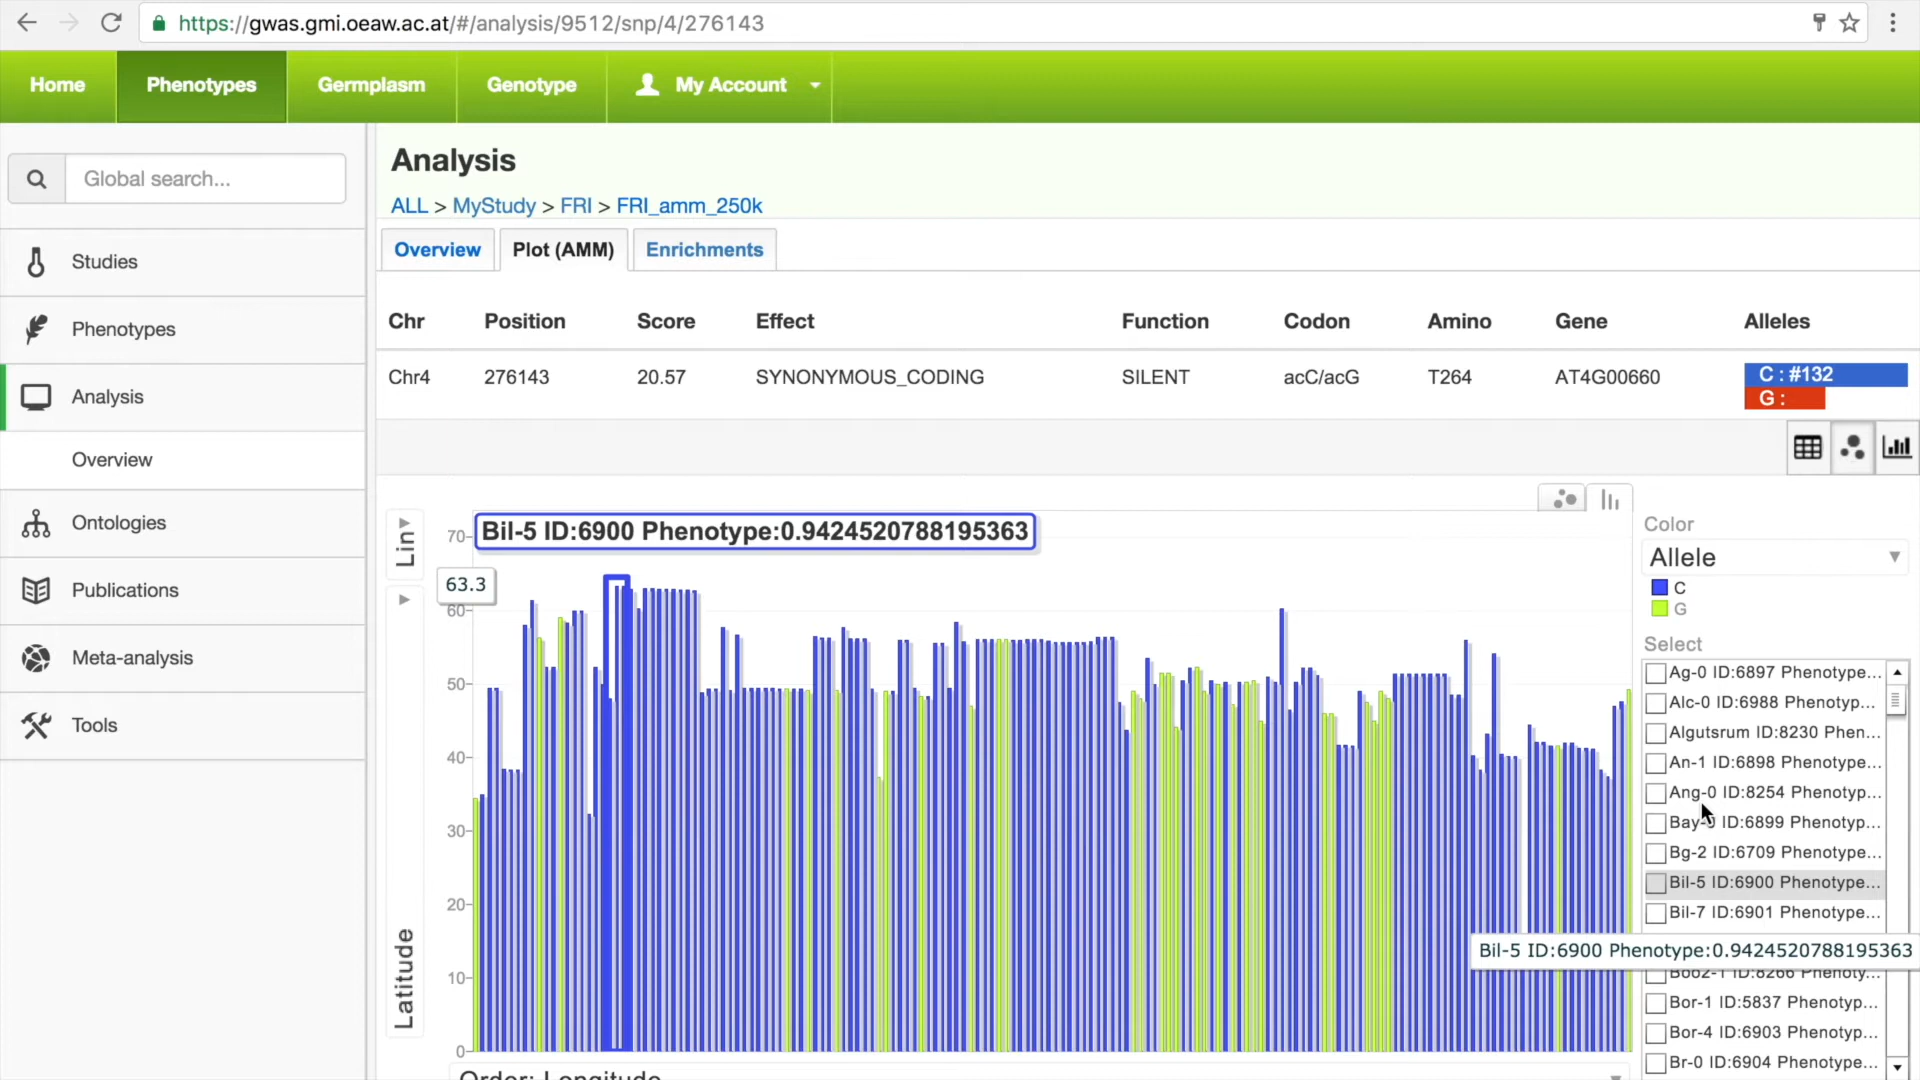 https://gwas.gmi.oeaw.ac.at/#/analysis/9512/snp/4/276143
Home
Phenotypes
Germplasm
Genotype
My Account
Global search...
Studies
Phenotypes
Analysis
Overview
Ontologies
Publications
Meta-analysis
Tools
Analysis
ALL > MyStudy > FRI > FRI_amm_250k
Overview
Plot (AMM)
Enrichments
Chr Position Score Effect Function Codon Amino Gene Alleles
Chr4 276143 20.57 SYNONYMOUS_CODING SILENT acC/acG T264 AT4G00660
C : #132
G :
Lin
Latitude
Bil-5 ID:6900 Phenotype:0.9424520788195363
63.3
70
60
50
40
30
20
10
0
Order: Longitude
Color
Allele
C
G
Select
Ag-0 ID:6897 Phenotype...
Alc-0 ID:6988 Phenotyp...
Algutsrum ID:8230 Phen...
An-1 ID:6898 Phenotype...
Ang-0 ID:8254 Phenotyp...
ID:6899 Phenotyp...
Bg-2 ID:6709 Phenotype...
Bil-5 ID:6900 Phenotype...
Bil-7 ID:6901 Phenotype...
Bil-5 ID:6900 Phenotype:0.9424520788195363
Boo2-1 ID:8266 Phenoty...
Bor-1 ID:5837 Phenotyp...
Bor-4 ID:6903 Phenotyp...
Br-0 ID:6904 Phenotype...